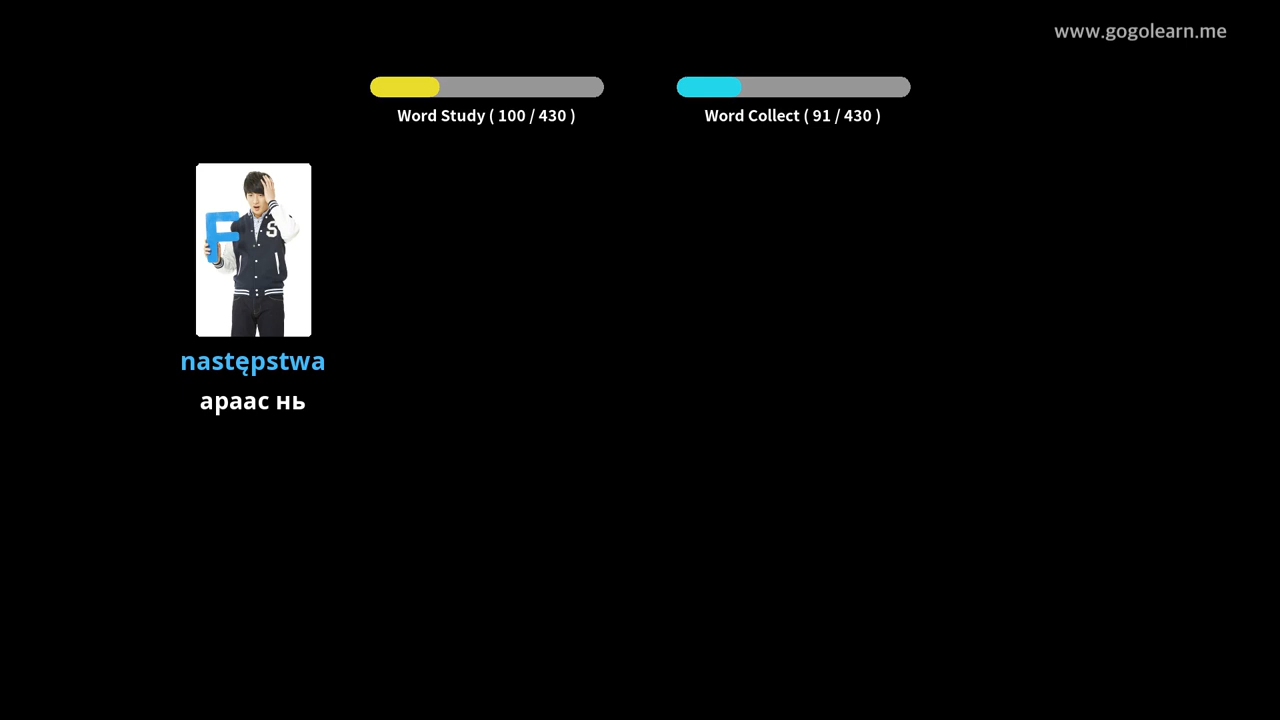 www.gogolearn.me
Word Study ( 100 / 430 )
Word Collect ( 91 / 430 )
F
S
następstwa
араас нь